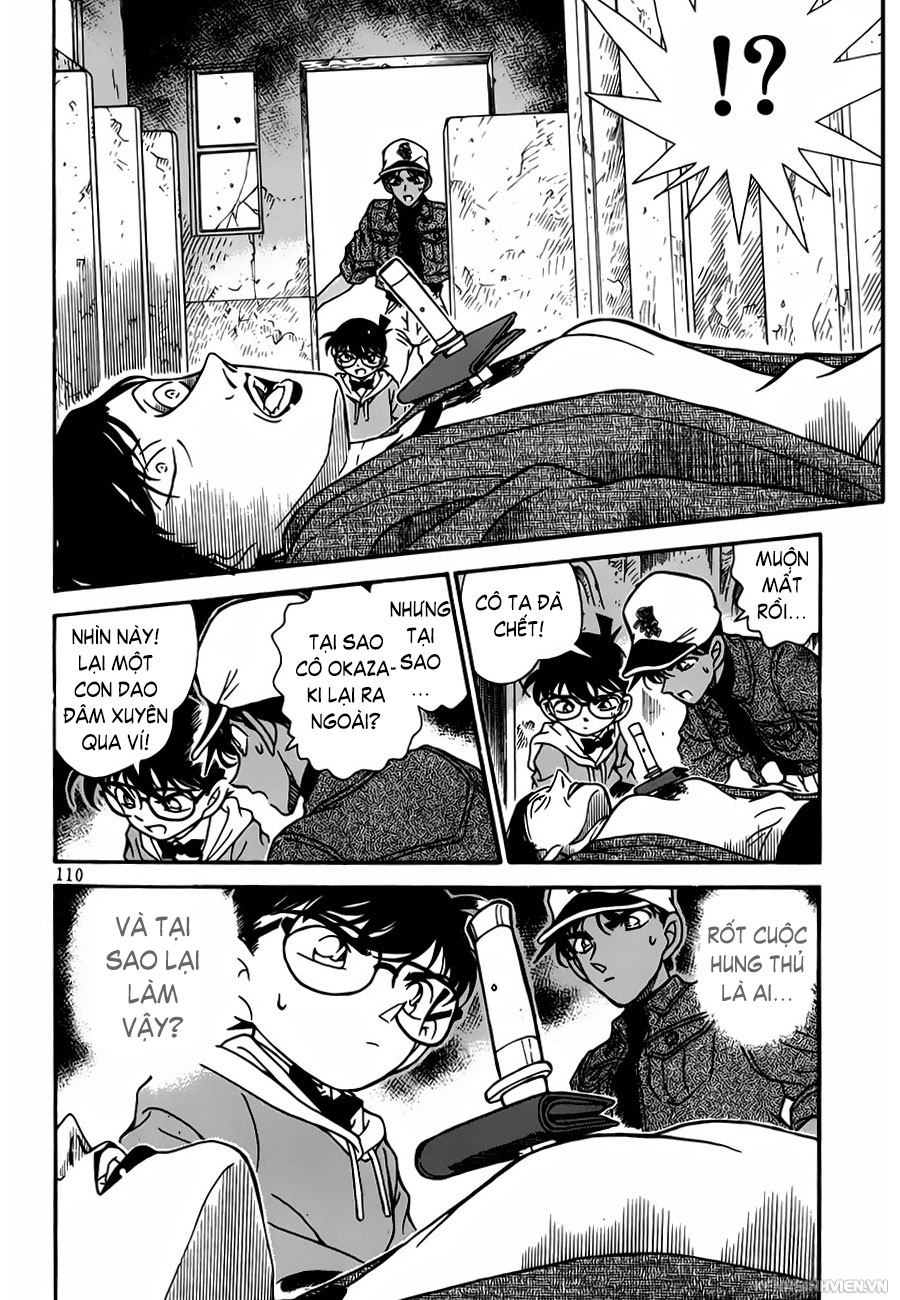 !?
MUỘN
MẤT
RỒI...
CÔ TA ĐÃ
CHẾT!
NHƯNG
TẠI
SAO
...
TẠI SAO
CÔ OKAZA-
KI LẠI RA
NGOÀI?
NHÌN NÀY!
LẠI MỘT
CON DAO
ĐÂM XUYÊN
QUA VÍ!
110
RỐT CUỘC
HUNG THỦ
LÀ AI...
VÀ TẠI
SAO LẠI
LÀM
VẬY?